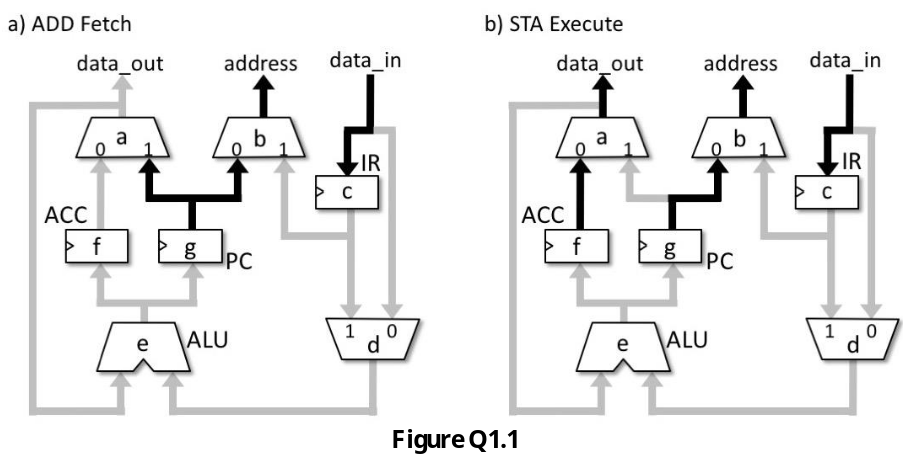 a) ADD Fetch
data_out address data_in
a
0 1
b
0 1
IR
c
ACC
f
g
PC
1 0
d
e
ALU
b) STA Execute
data_out address data_in
a
0 1
b
0 1
IR
c
ACC
f
g
PC
1 0
d
e
ALU
Figure Q1.1